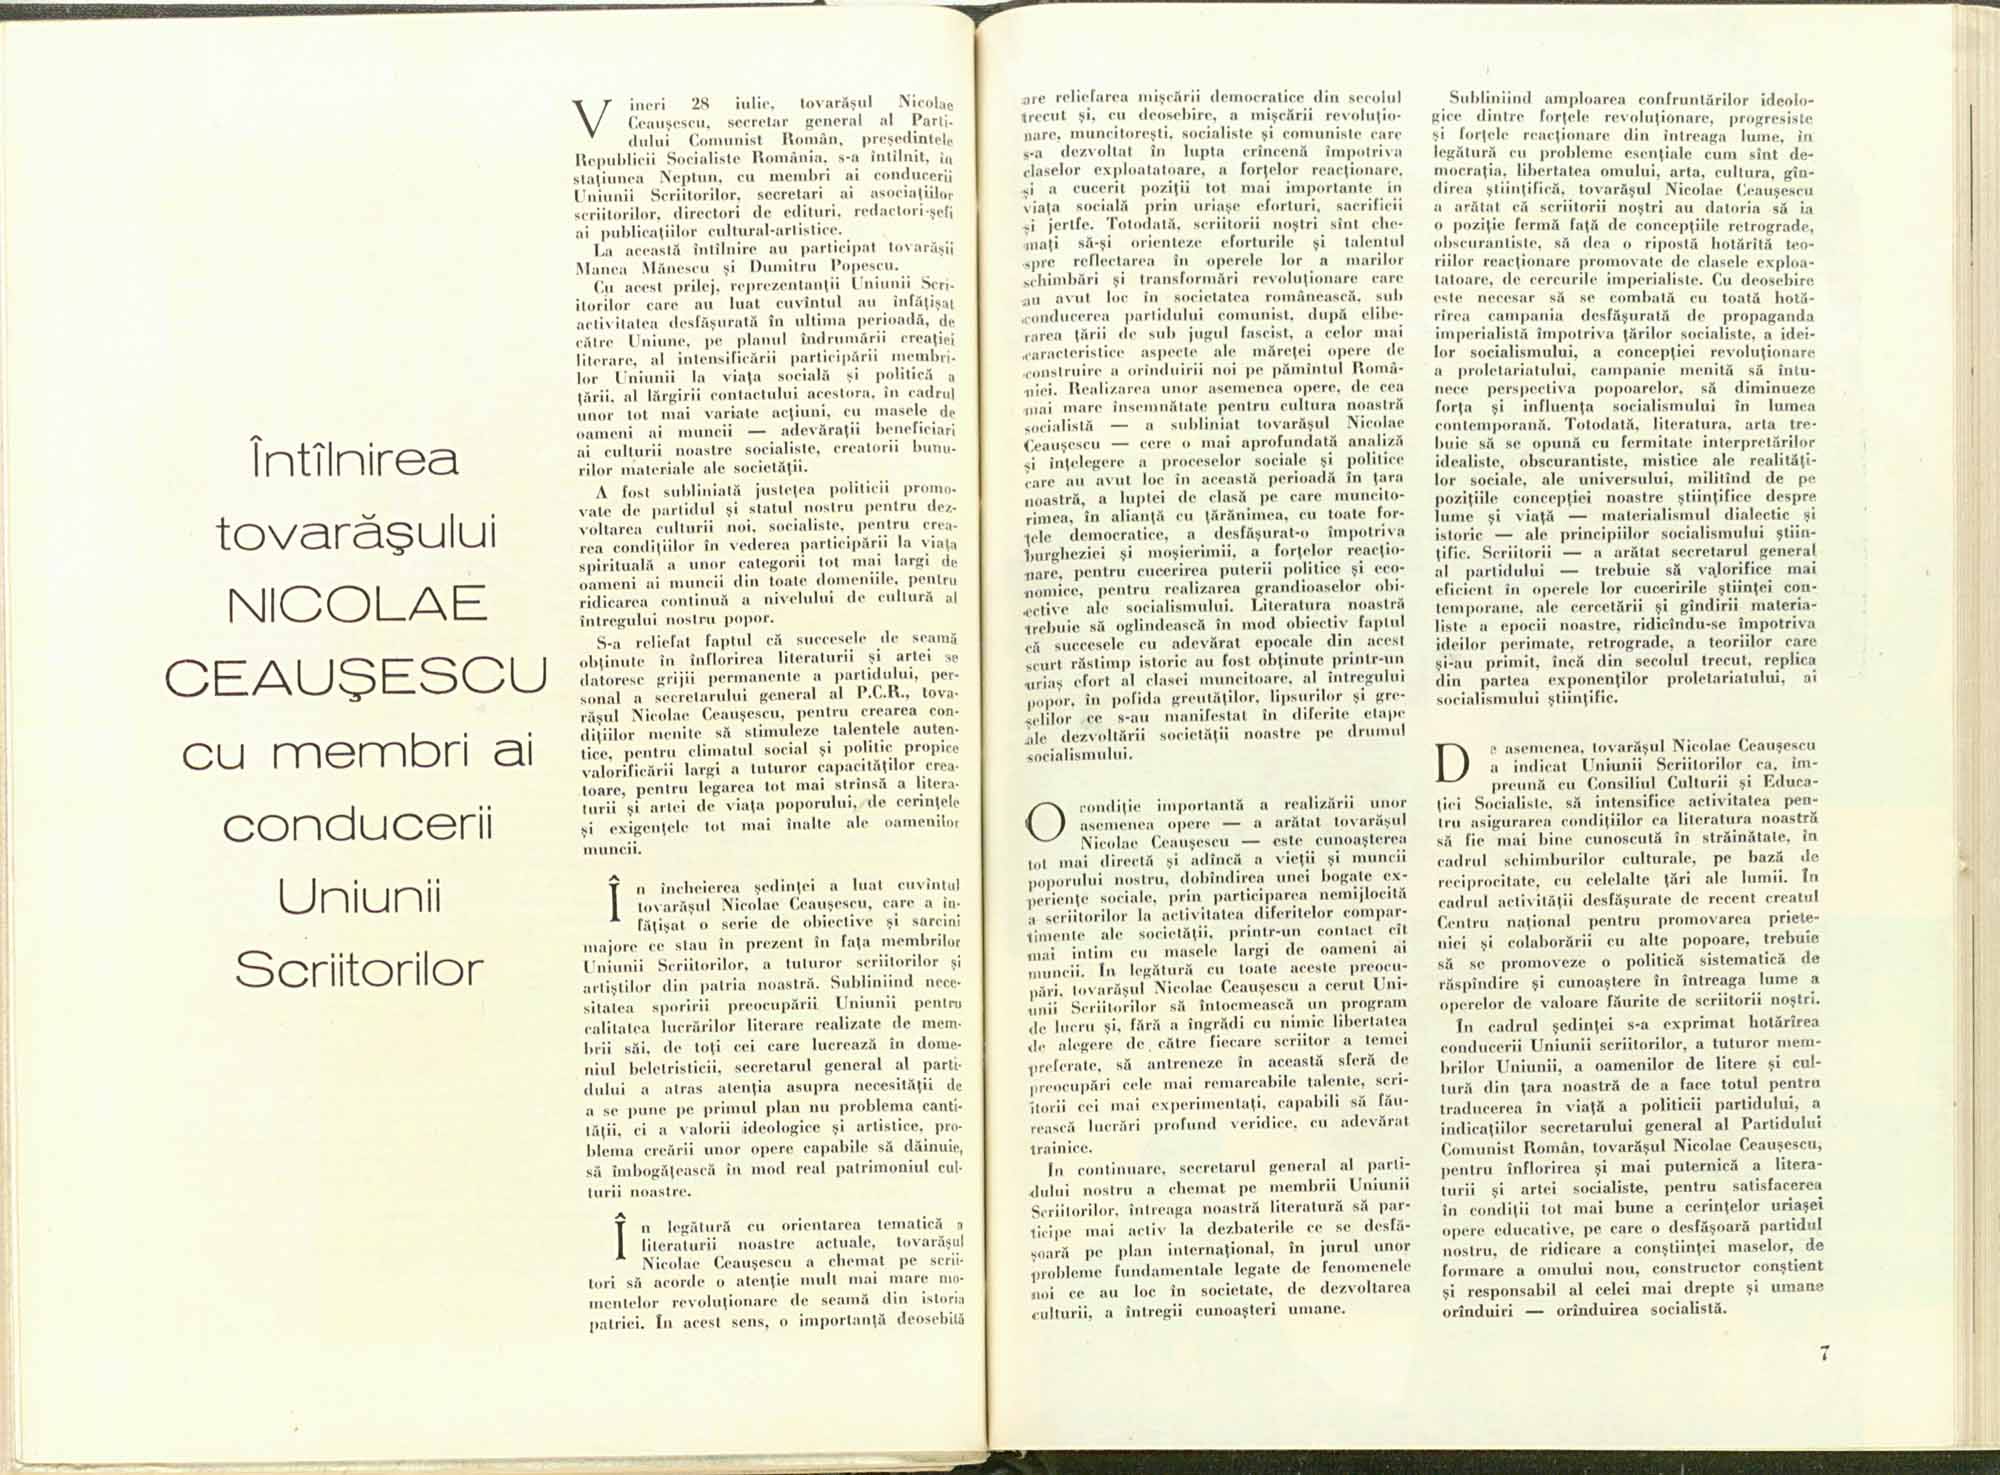 Întîlnirea
tovarăşului
NICOLAE
CEAUŞESCU
cu membri ai
conducerii
Uniunii
Scriitorilor
Vineri 28 iulie, tovarăşul Nicolae
Ceauşescu, secretar general al Parti-
dului Comunist Român, preşedintele
Republicii Socialiste România, s-a întîlnit, în
staţiunea Neptun, cu membri ai conducerii
Uniunii Scriitorilor, secretari ai asociaţiilor
scriitorilor, directori de edituri, redactori-şefi
ai publicaţiilor cultural-artistice.
La această întîlnire au participat tovarăşii
Manea Mănescu şi Dumitru Popescu.
Cu acest prilej, reprezentanţii Uniunii Scri-
itorilor care au luat cuvîntul au înfăţişat
activitatea desfăşurată în ultima perioadă, de
către Uniune, pe planul îndrumării creaţiei
literare, al intensificării participării membri-
lor Uniunii la viaţa socială şi politică a
ţării, al lărgirii contactului acestora, în cadrul
unor tot mai variate acţiuni, cu masele de
oameni ai muncii — adevăraţii beneficiari
ai culturii noastre socialiste, creatorii bunu-
rilor materiale ale societăţii.
A fost subliniată justeţea politicii promo-
vate de partidul şi statul nostru pentru dez-
voltarea culturii noi, socialiste, pentru crea-
rea condiţiilor în vederea participării la viaţa
spirituală a unor categorii tot mai largi de
oameni ai muncii din toate domeniile, pentru
ridicarea continuă a nivelului de cultură al
întregului nostru popor.
S-a reliefat faptul că succesele de seamă
obţinute în înflorirea literaturii şi artei se
datoresc grijii permanente a partidului, per-
sonal a secretarului general al P.C.R., tova-
răşul Nicolae Ceauşescu, pentru crearea con-
diţiilor menite să stimuleze talentele auten-
tice, pentru climatul social şi politic propice
valorificării largi a tuturor capacităţilor crea-
toare, pentru legarea tot mai strînsă a litera-
turii şi artei de viaţa poporului, de cerinţele
şi exigenţele tot mai înalte ale oamenilor
muncii.
În încheierea şedinţei a luat cuvîntul
tovarăşul Nicolae Ceauşescu, care a în-
făţişat o serie de obiective şi sarcini
majore ce stau în prezent în faţa membrilor
Uniunii Scriitorilor, a tuturor scriitorilor şi
artiştilor din patria noastră. Subliniind nece-
sitatea sporirii preocupării Uniunii pentru
calitatea lucrărilor literare realizate de mem-
brii săi, de toţi cei care lucrează în dome-
niul beletristicii, secretarul general al parti-
dului a atras atenţia asupra necesităţii de
a se pune pe primul plan nu problema canti-
tăţii, ci a valorii ideologice şi artistice, pro-
blema creării unor opere capabile să dăinuie,
să îmbogăţească în mod real patrimoniul cul-
turii noastre.
În legătură cu orientarea tematică a
literaturii noastre actuale, tovarăşul
Nicolae Ceauşescu a chemat pe scrii-
tori să acorde o atenţie mult mai mare mo-
mentelor revoluţionare de seamă din istoria
patriei. În acest sens, o importanţă deosebită
are reliefarea mişcării democratice din secolul
trecut şi, cu deosebire, a mişcării revoluţio-
nare, muncitoreşti, socialiste şi comuniste care
s-a dezvoltat în lupta crîncenă împotriva
claselor exploatatoare, a forţelor reacţionare,
şi a cucerit poziţii tot mai importante în
viaţa socială prin uriaşe eforturi, sacrificii
şi jertfe. Totodată, scriitorii noştri sînt che-
maţi să-şi orienteze eforturile şi talentul
spre reflectarea în operele lor a marilor
schimbări şi transformări revoluţionare care
au avut loc în societatea românească, sub
conducerea partidului comunist, după elibe-
rarea ţării de sub jugul fascist, a celor mai
caracteristice aspecte ale măreţei opere de
construire a orînduirii noi pe pămîntul Româ-
niei. Realizarea unor asemenea opere, de cea
mai mare însemnătate pentru cultura noastră
socialistă — a subliniat tovarăşul Nicolae
Ceauşescu — cere o mai aprofundată analiză
şi înţelegere a proceselor sociale şi politice
care au avut loc în această perioadă în ţara
noastră, a luptei de clasă pe care muncito-
rimea, în alianţă cu ţărănimea, cu toate for-
ţele democratice, a desfăşurat-o împotriva
burgheziei şi moşierimii, a forţelor reacţio-
nare, pentru cucerirea puterii politice şi eco-
nomice, pentru realizarea grandioaselor obi-
ective ale socialismului. Literatura noastră
trebuie să oglindească în mod obiectiv faptul
că succesele cu adevărat epocale din acest
scurt răstimp istoric au fost obţinute printr-un
uriaş efort al clasei muncitoare, al întregului
popor, în pofida greutăţilor, lipsurilor şi gre-
şelilor ce s-au manifestat în diferite etape
ale dezvoltării societăţii noastre pe drumul
socialismului.
O condiţie importantă a realizării unor
asemenea opere — a arătat tovarăşul
Nicolae Ceauşescu — este cunoaşterea
tot mai directă şi adîncă a vieţii şi muncii
poporului nostru, dobîndirea unei bogate ex-
perienţe sociale, prin participarea nemijlocită
a scriitorilor la activitatea diferitelor compar-
timente ale societăţii, printr-un contact cît
mai intim cu masele largi de oameni ai
muncii. În legătură cu toate aceste preocu-
pări, tovarăşul Nicolae Ceauşescu a cerut Uni-
unii Scriitorilor să întocmească un program
de lucru şi, fără a îngrădi cu nimic libertatea
de alegere de către fiecare scriitor a temei
preferate, să antreneze în această sferă de
preocupări cele mai remarcabile talente, scri-
itorii cei mai experimentaţi, capabili să fău-
rească lucrări profund veridice, cu adevărat
trainice.
În continuare, secretarul general al parti-
dului nostru a chemat pe membrii Uniunii
Scriitorilor, întreaga noastră literatură să par-
ticipe mai activ la dezbaterile ce se desfă-
şoară pe plan internaţional, în jurul unor
probleme fundamentale legate de fenomenele
noi ce au loc în societate, de dezvoltarea
culturii, a întregii cunoaşteri umane.
Subliniind amploarea confruntărilor ideolo-
gice dintre forţele revoluţionare, progresiste
şi forţele reacţionare din întreaga lume, în
legătură cu probleme esenţiale cum sînt de-
mocraţia, libertatea omului, arta, cultura, gîn-
direa ştiinţifică, tovarăşul Nicolae Ceauşescu
a arătat că scriitorii noştri au datoria să ia
o poziţie fermă faţă de concepţiile retrograde,
obscurantiste, să dea o ripostă hotărîtă teo-
riilor reacţionare promovate de clasele exploa-
tatoare, de cercurile imperialiste. Cu deosebire
este necesar să se combată cu toată hotă-
rîrea campania desfăşurată de propaganda
imperialistă împotriva ţărilor socialiste, a idei-
lor socialismului, a concepţiei revoluţionare
a proletariatului, campanie menită să întu-
nece perspectiva popoarelor, să diminueze
forţa şi influenţa socialismului în lumea
contemporană. Totodată, literatura, arta tre-
buie să se opună cu fermitate interpretărilor
idealiste, obscurantiste, mistice ale realităţi-
lor sociale, ale universului, militînd de pe
poziţiile concepţiei noastre ştiinţifice despre
lume şi viaţă — materialismul dialectic şi
istoric — ale principiilor socialismului ştiin-
ţific. Scriitorii — a arătat secretarul general
al partidului — trebuie să valorifice mai
eficient în operele lor cuceririle ştiinţei con-
temporane, ale cercetării şi gîndirii materia-
liste a epocii noastre, ridicîndu-se împotriva
ideilor perimate, retrograde, a teoriilor care
şi-au primit, încă din secolul trecut, replica
din partea exponenţilor proletariatului, ai
socialismului ştiinţific.
De asemenea, tovarăşul Nicolae Ceauşescu
a indicat Uniunii Scriitorilor ca, îm-
preună cu Consiliul Culturii şi Educa-
ţiei Socialiste, să intensifice activitatea pen-
tru asigurarea condiţiilor ca literatura noastră
să fie mai bine cunoscută în străinătate, în
cadrul schimburilor culturale, pe bază de
reciprocitate, cu celelalte ţări ale lumii. În
cadrul activităţii desfăşurate de recent creatul
Centru naţional pentru promovarea priete-
niei şi colaborării cu alte popoare, trebuie
să se promoveze o politică sistematică de
răspîndire şi cunoaştere în întreaga lume a
operelor de valoare făurite de scriitorii noştri.
În cadrul şedinţei s-a exprimat hotărîrea
conducerii Uniunii scriitorilor, a tuturor mem-
brilor Uniunii, a oamenilor de litere şi cul-
tură din ţara noastră de a face totul pentru
traducerea în viaţă a politicii partidului, a
indicaţiilor secretarului general al Partidului
Comunist Român, tovarăşul Nicolae Ceauşescu,
pentru înflorirea şi mai puternică a litera-
turii şi artei socialiste, pentru satisfacerea
în condiţii tot mai bune a cerinţelor uriaşei
opere educative, pe care o desfăşoară partidul
nostru, de ridicare a conştiinţei maselor, de
formare a omului nou, constructor conştient
şi responsabil al celei mai drepte şi umane
orînduiri — orînduirea socialistă.
7